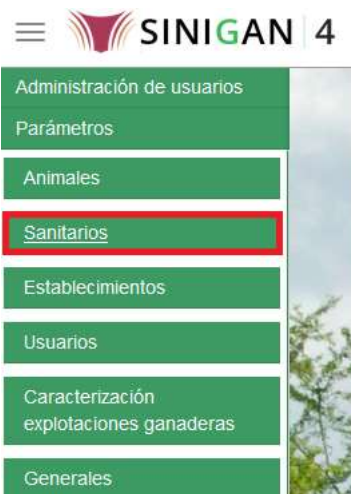 SINIGAN 4
Administración de usuarios
Parámetros
Animales
Sanitarios
Establecimientos
Usuarios
Caracterización
explotaciones ganaderas
Generales